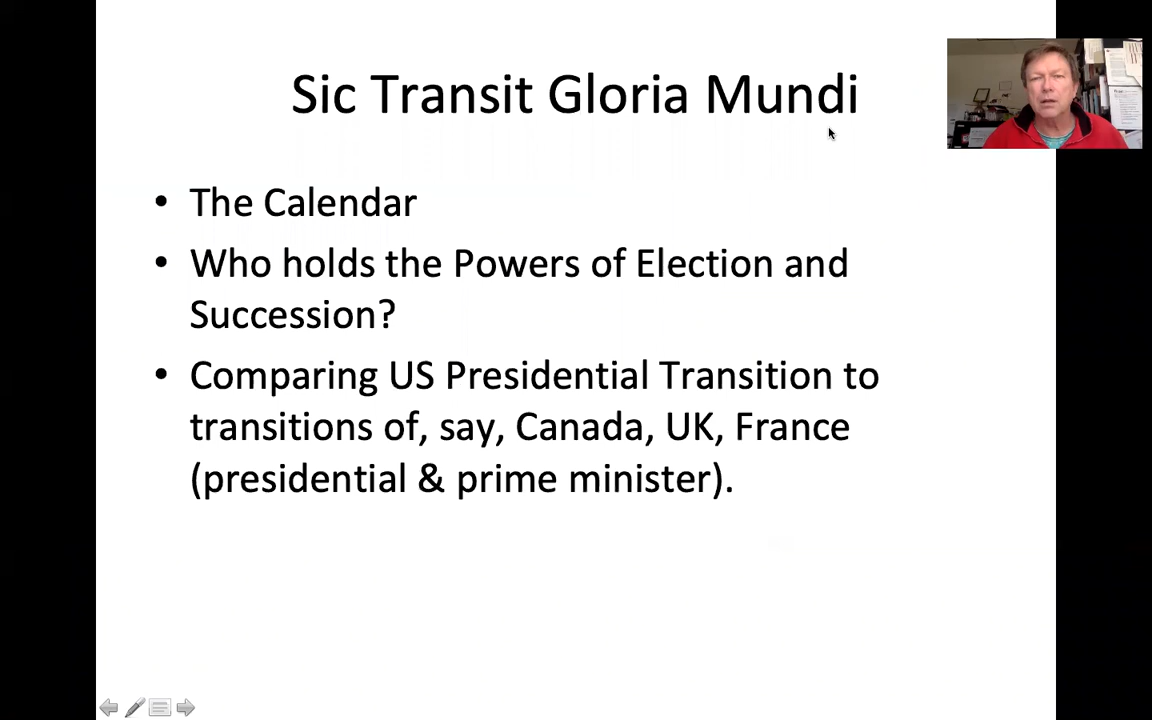 Sic Transit Gloria Mundi
• The Calendar
• Who holds the Powers of Election and
Succession?
• Comparing US Presidential Transition to
transitions of, say, Canada, UK, France
(presidential & prime minister).